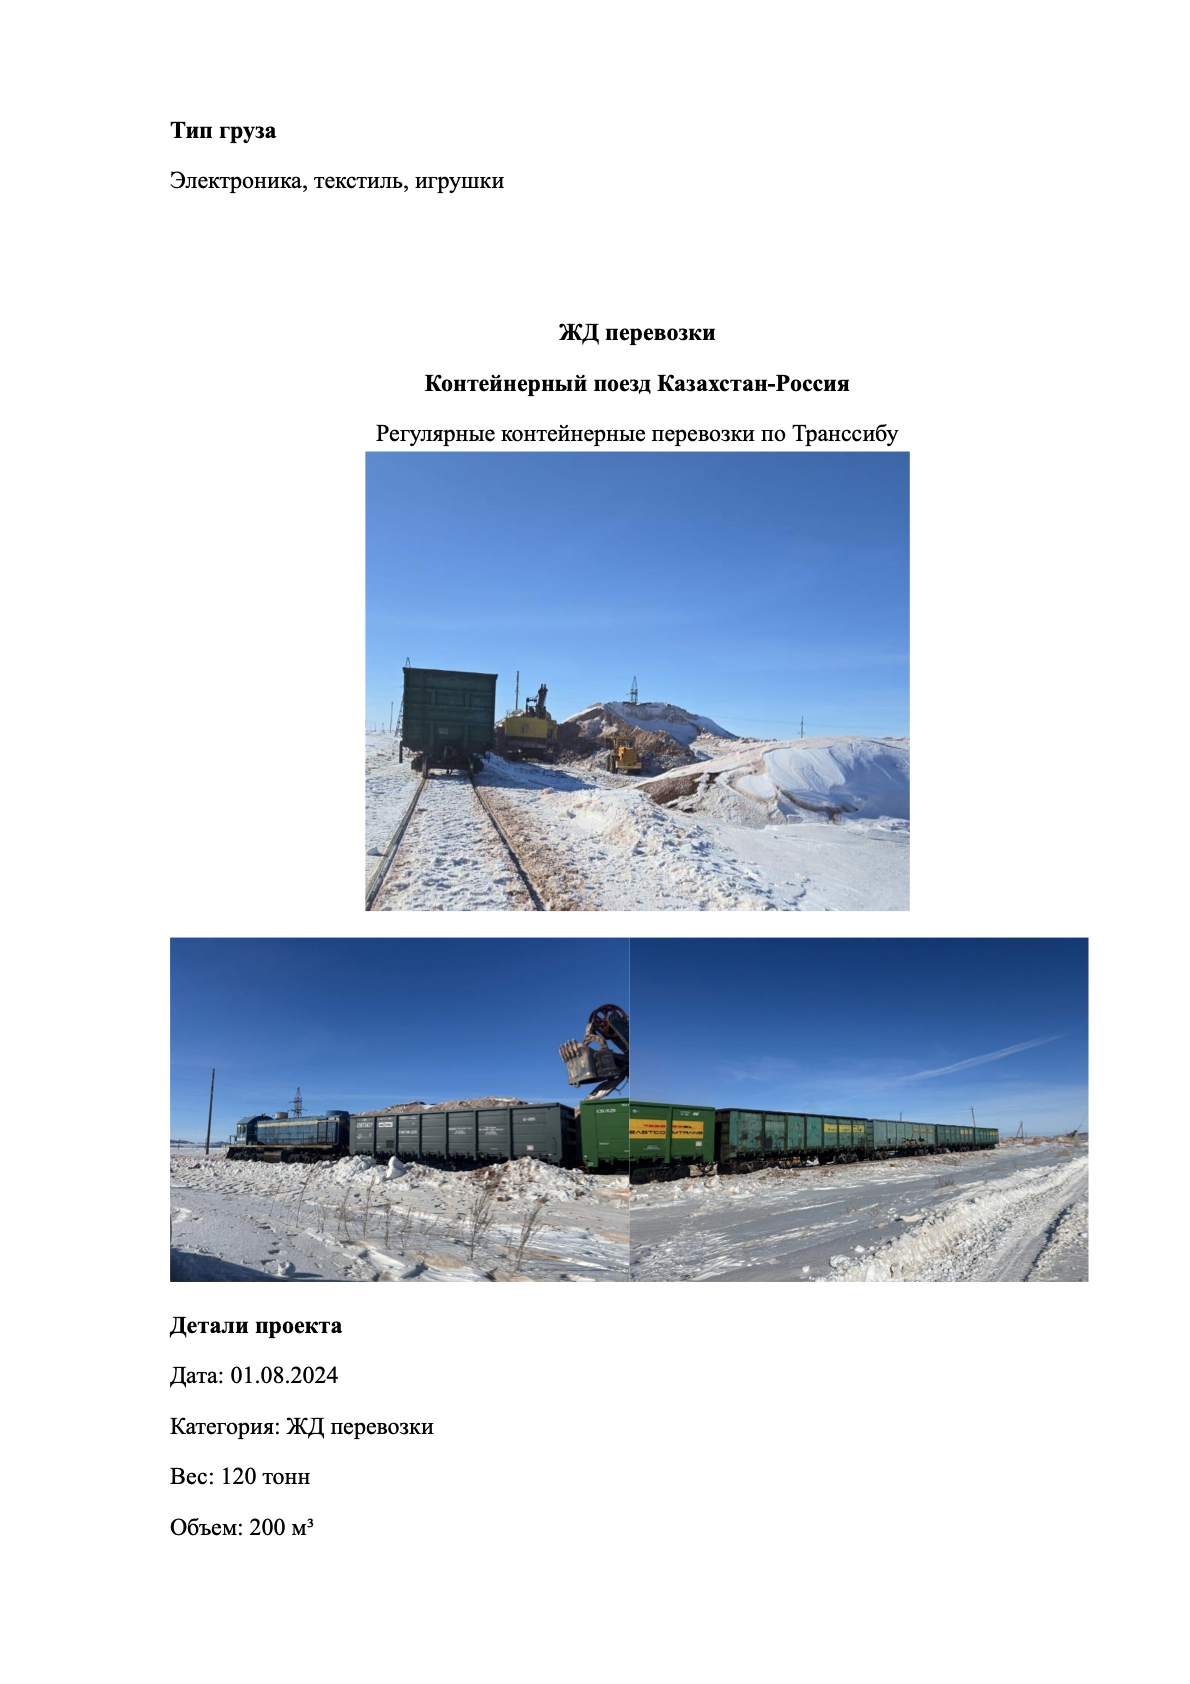 Тип груза
Электроника, текстиль, игрушки
ЖД перевозки
Контейнерный поезд Казахстан-Россия
Регулярные контейнерные перевозки по Транссибу
Детали проекта
Дата: 01.08.2024
Категория: ЖД перевозки
Вес: 120 тонн
Объем: 200 м³